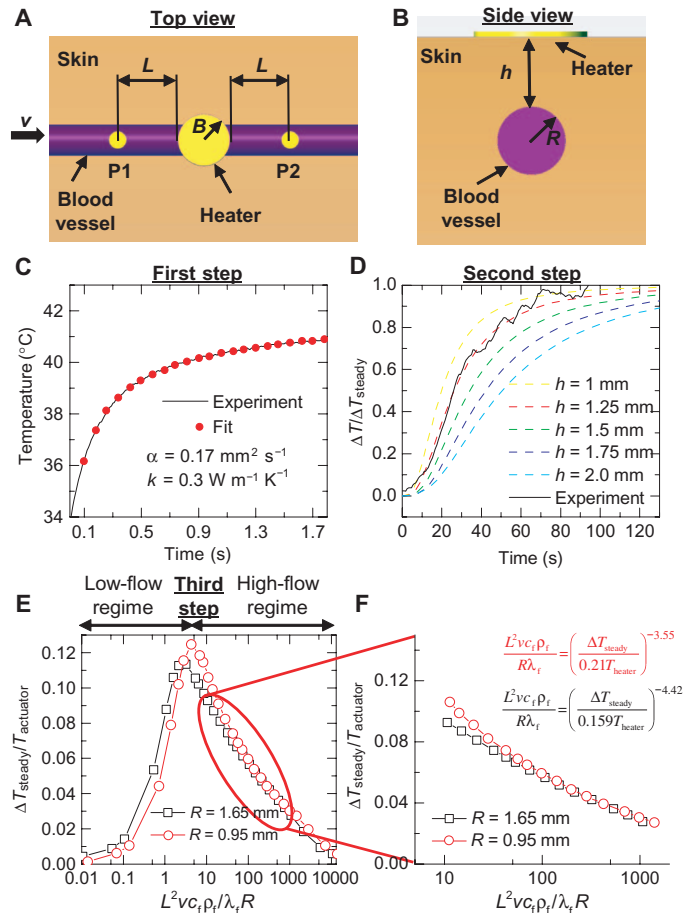 A
Top view
Skin
L
L
v
B
P1
P2
Blood
vessel
Heater
B
Side view
Skin
h
Heater
R
Blood
vessel
C
First step
Temperature (°C)
42
40
38
36
34
Experiment
Fit
α = 0.17 mm² s⁻¹
k = 0.3 W m⁻¹ K⁻¹
0.1 0.5 0.9 1.3 1.7
Time (s)
D
Second step
ΔT/ΔT_steady
1.0
0.8
0.6
0.4
0.2
0.0
h = 1 mm
h = 1.25 mm
h = 1.5 mm
h = 1.75 mm
h = 2.0 mm
Experiment
0 20 40 60 80 100 120
Time (s)
E
Low-flow
regime
Third
step
High-flow
regime
ΔT_steady/T_actuator
0.12
0.10
0.08
0.06
0.04
0.02
0.00
R = 1.65 mm
R = 0.95 mm
0.01 0.1 1 10 100 1000 10000
L²vc_fρ_f/λ_fR
F
L²vc_fρ_f/Rλ_f = (ΔT_steady/0.21T_heater)^−3.55
L²vc_fρ_f/Rλ_f = (ΔT_steady/0.159T_heater)^−4.42
ΔT_steady/T_actuator
0.12
0.08
0.04
0.00
R = 1.65 mm
R = 0.95 mm
10 100 1000
L²vc_fρ_f/λ_fR